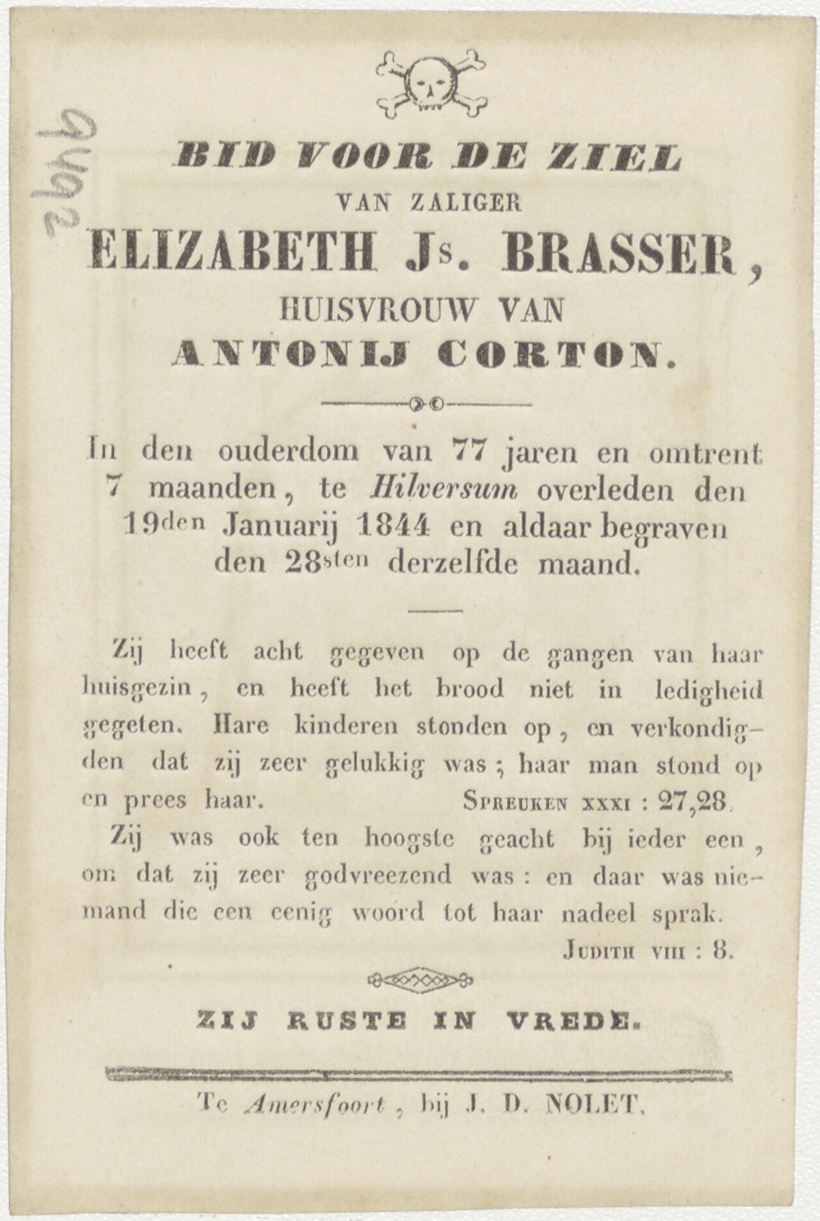 BID VOOR DE ZIEL
VAN ZALIGER
ELIZABETH Js. BRASSER,
HUISVROUW VAN
ANTONIJ CORTON.
In den ouderdom van 77 jaren en omtrent
7 maanden, te Hilversum overleden den
19den Januarij 1844 en aldaar begraven
den 28sten derzelfde maand.
Zij heeft acht gegeven op de gangen van haar
huisgezin, en heeft het brood niet in ledigheid
gegeten. Hare kinderen stonden op, en verkondig-
den dat zij zeer gelukkig was; haar man stond op
en prees haar. SPREUKEN XXXI: 27,28.
Zij was ook ten hoogste geacht bij ieder een,
om dat zij zeer godvreezend was: en daar was nie-
mand die een eenig woord tot haar nadeel sprak.
JUDITH VIII: 8.
ZIJ RUSTE IN VREDE.
Te Amersfoort, bij J. D. NOLET.